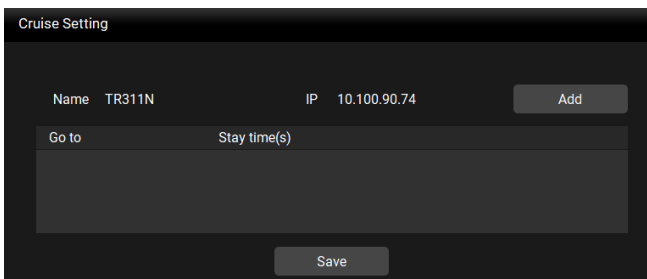 Cruise Setting
Name TR311N IP 10.100.90.74 Add
Go to Stay time(s)
Save